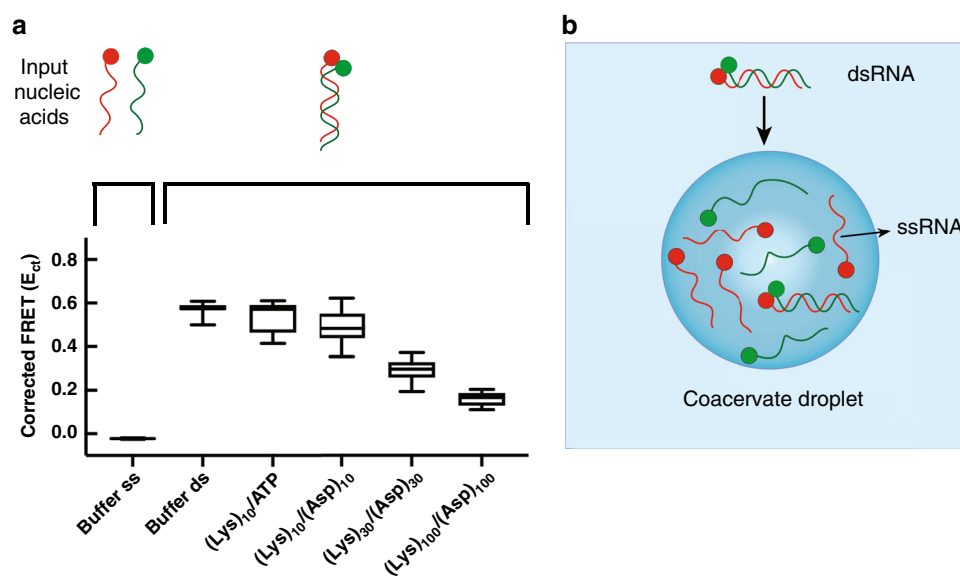 a
Input
nucleic
acids
Corrected FRET (E_ct)
0.8
0.6
0.4
0.2
0.0
Buffer ss
Buffer ds
(Lys)₁₀/ATP
(Lys)₁₀/(Asp)₁₀
(Lys)₃₀/(Asp)₃₀
(Lys)₁₀₀/(Asp)₁₀₀
b
dsRNA
ssRNA
Coacervate droplet